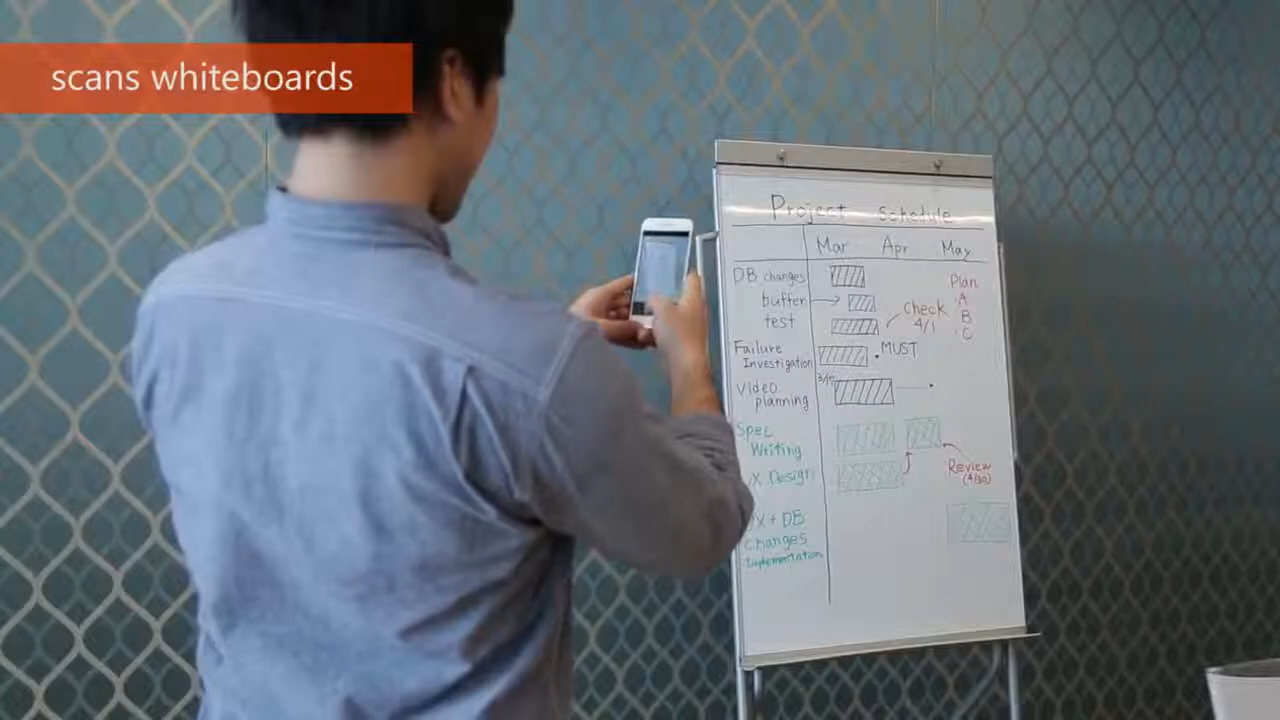 scans whiteboards
Project schedule
Mar Apr May
DB changes
buffer
test
Check
4/1
Plan
A
B
C
Failure
Investigation
MUST
Video
planning
Spec
Writing
X Design
Review
(4/30)
X + DB
changes
Implementation